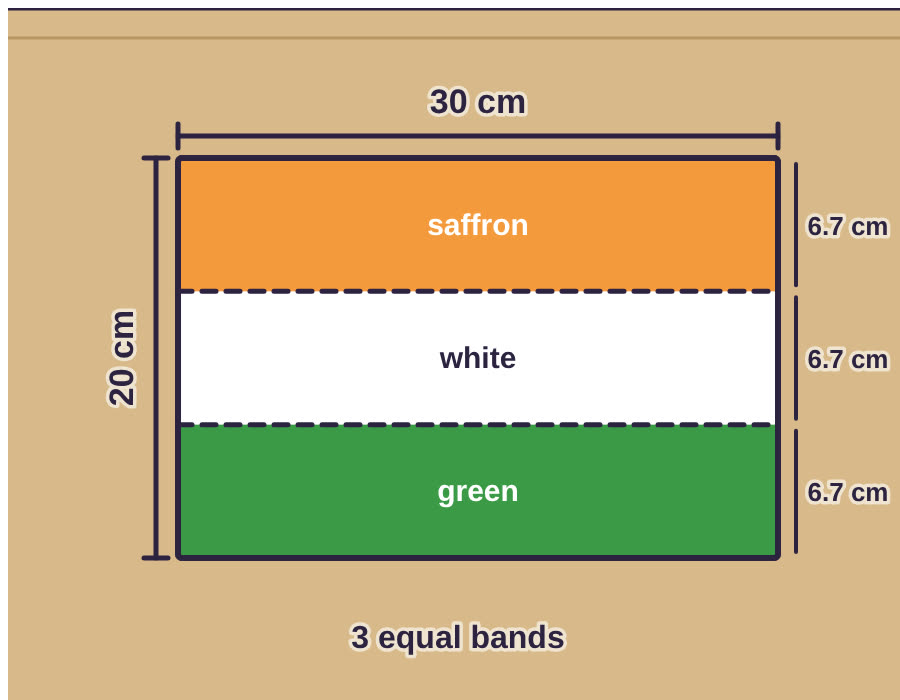 30 cm
saffron
6.7 cm
20 cm
white
6.7 cm
green
6.7 cm
3 equal bands